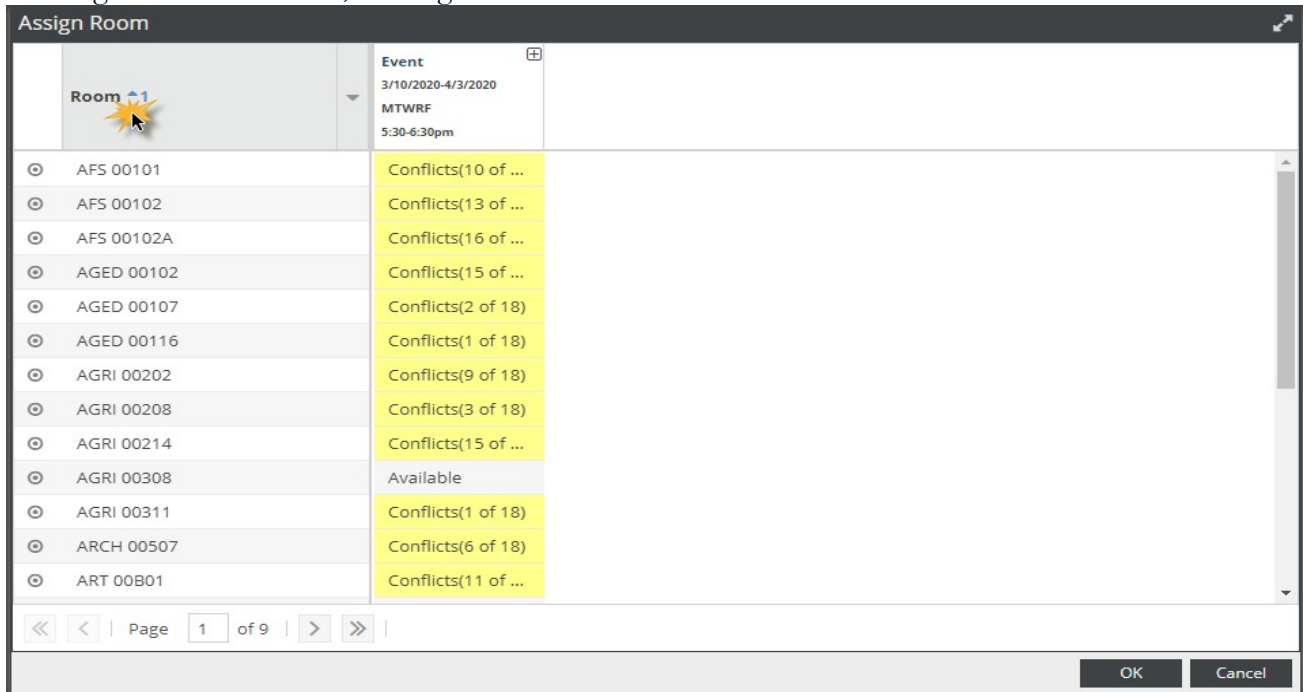 Assign Room
Room 1
Event
3/10/2020-4/3/2020
MTWRF
5:30-6:30pm
AFS 00101 Conflicts(10 of ...
AFS 00102 Conflicts(13 of ...
AFS 00102A Conflicts(16 of ...
AGED 00102 Conflicts(15 of ...
AGED 00107 Conflicts(2 of 18)
AGED 00116 Conflicts(1 of 18)
AGRI 00202 Conflicts(9 of 18)
AGRI 00208 Conflicts(3 of 18)
AGRI 00214 Conflicts(15 of ...
AGRI 00308 Available
AGRI 00311 Conflicts(1 of 18)
ARCH 00507 Conflicts(6 of 18)
ART 00B01 Conflicts(11 of ...
Page 1 of 9
OK Cancel